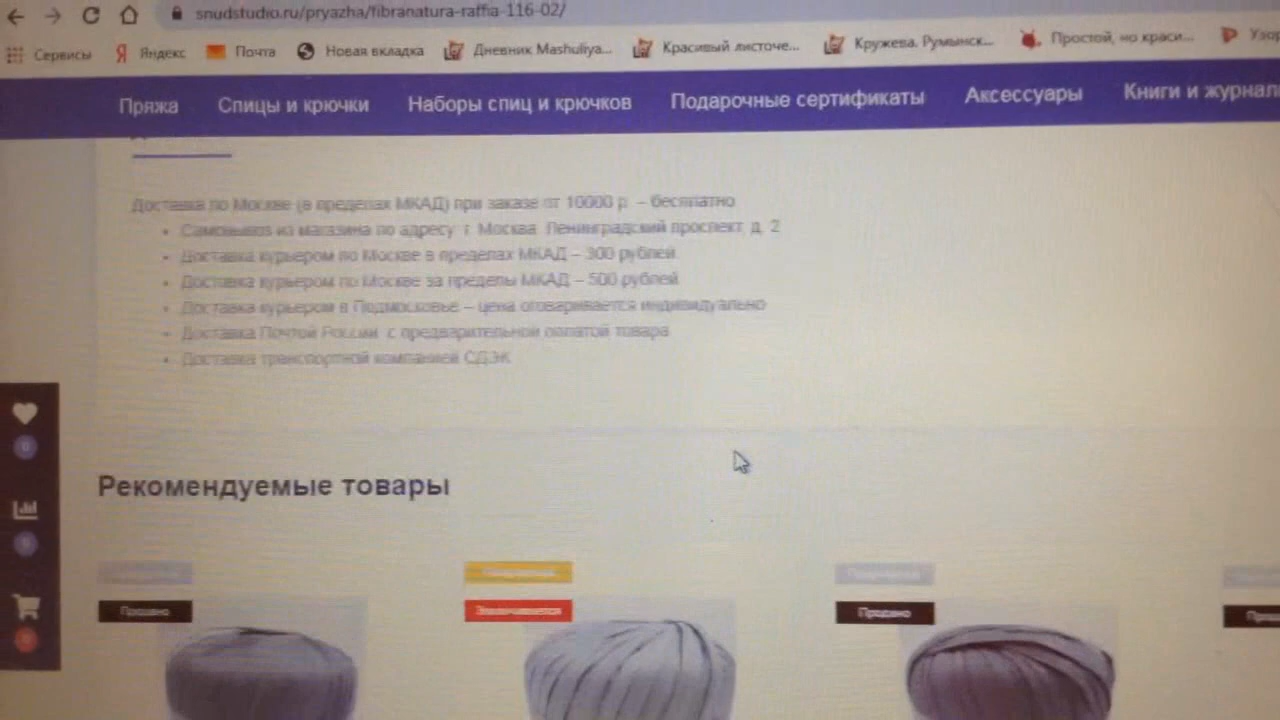 snudstudio.ru/pryazha/fibranatura-raffia-116-02/
Сервисы Яндекс Почта Новая вкладка Дневник Mashuliya... Красивый листоче... Кружева. Румынск... Простой, но краси... Узор
Пряжа Спицы и крючки Наборы спиц и крючков Подарочные сертификаты Аксессуары Книги и журнал
Доставка по Москве (в пределах МКАД) при заказе от 10000 р. – бесплатно
Самовывоз из магазина по адресу: г. Москва. Ленинградский проспект, д. 2
Доставка курьером по Москве в пределах МКАД – 300 рублей
Доставка курьером по Москве за пределы МКАД – 500 рублей
Доставка курьером в Подмосковье – цена оговаривается индивидуально
Доставка Почтой России с предварительной оплатой товара
Доставка транспортной компанией СДЭК
Рекомендуемые товары
Продано Заканчивается Продано